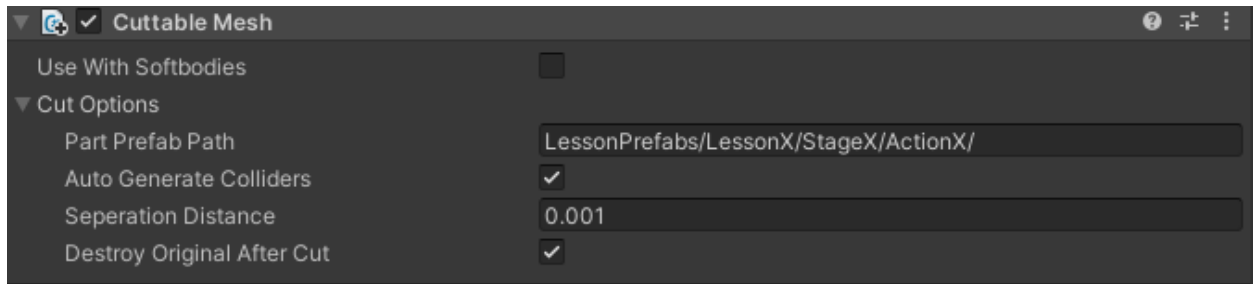 Cuttable Mesh
Use With Softbodies
Cut Options
Part Prefab Path LessonPrefabs/LessonX/StageX/ActionX/
Auto Generate Colliders
Seperation Distance 0.001
Destroy Original After Cut